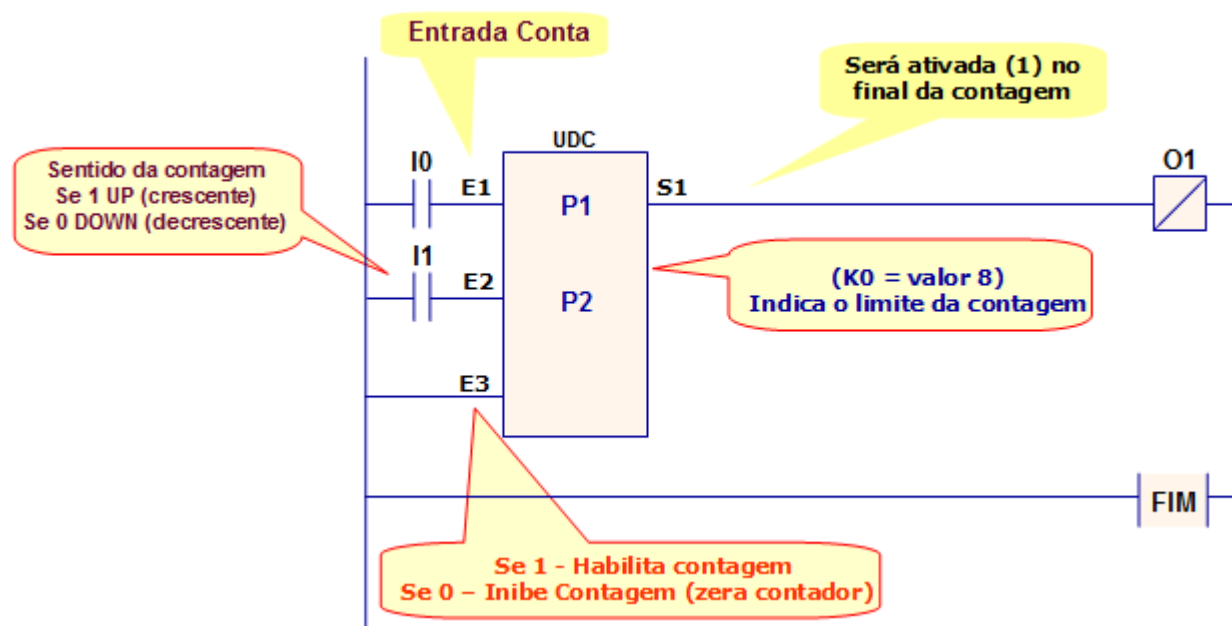 Entrada Conta
Será ativada (1) no
final da contagem
UDC
Sentido da contagem
Se 1 UP (crescente)
Se 0 DOWN (decrescente)
I0
E1
P1
S1
O1
I1
E2
P2
(K0 = valor 8)
Indica o limite da contagem
E3
FIM
Se 1 - Habilita contagem
Se 0 – Inibe Contagem (zera contador)